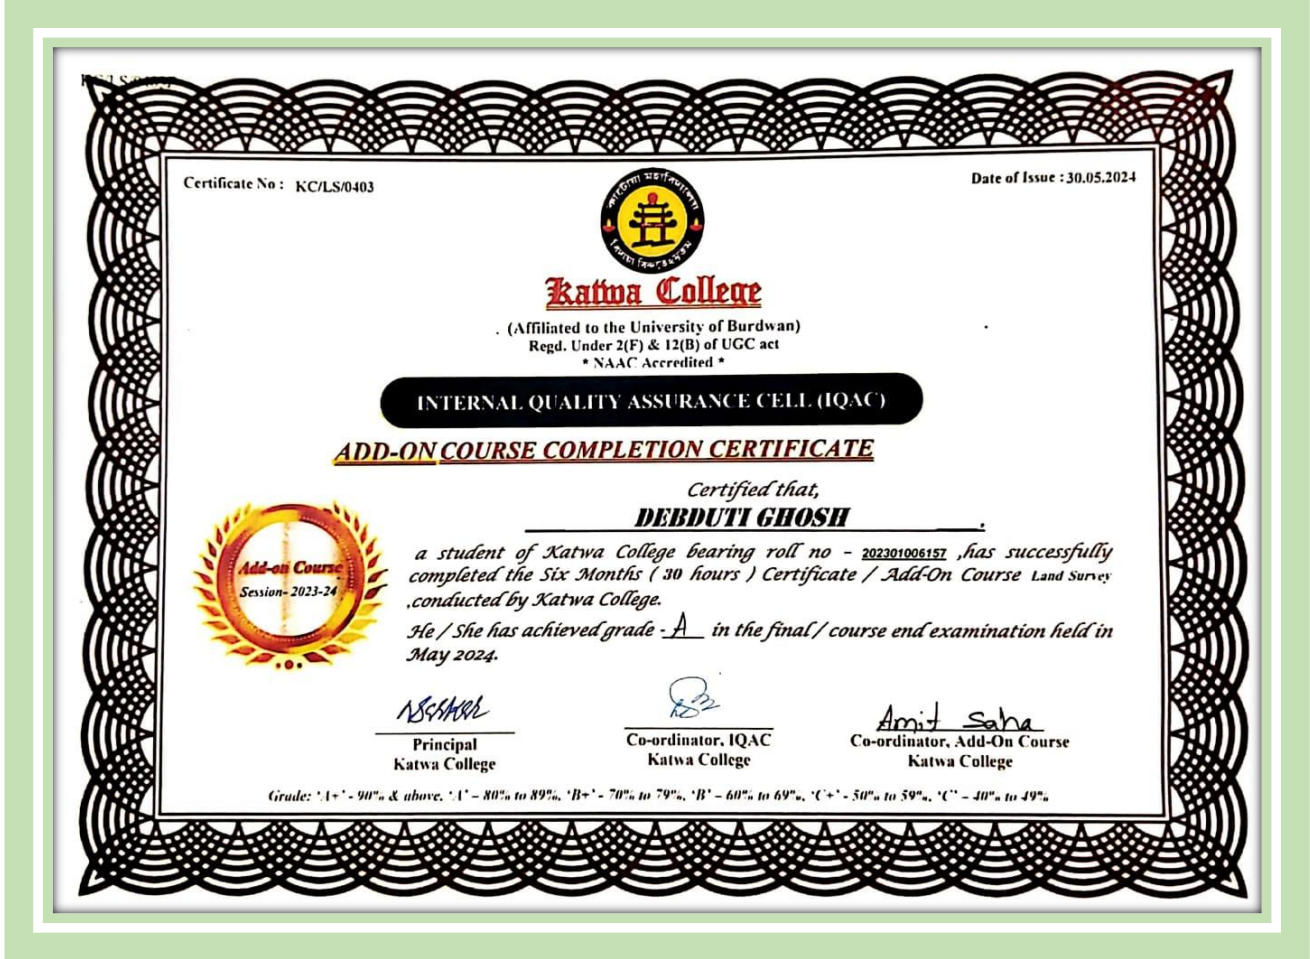 Certificate No : KC/LS/0403
Date of Issue : 30.05.2024
Katwa College
. (Affiliated to the University of Burdwan)
Regd. Under 2(F) & 12(B) of UGC act
* NAAC Accredited *
INTERNAL QUALITY ASSURANCE CELL (IQAC)
ADD-ON COURSE COMPLETION CERTIFICATE
Certified that,
DEBDUTI GHOSH .
Add-on Course
Session- 2023-24
a student of Katwa College bearing roll no - 202301006157 ,has successfully
completed the Six Months ( 30 hours ) Certificate / Add-On Course Land Survey
,conducted by Katwa College.
He / She has achieved grade - A in the final / course end examination held in
May 2024.
Amit Saha
Principal
Katwa College
Co-ordinator, IQAC
Katwa College
Co-ordinator, Add-On Course
Katwa College
Grade: 'A+' - 90% & above, 'A' – 80% to 89%, 'B+' - 70% to 79%, 'B' – 60% to 69%, 'C+' - 50% to 59%, 'C' – 40% to 49%